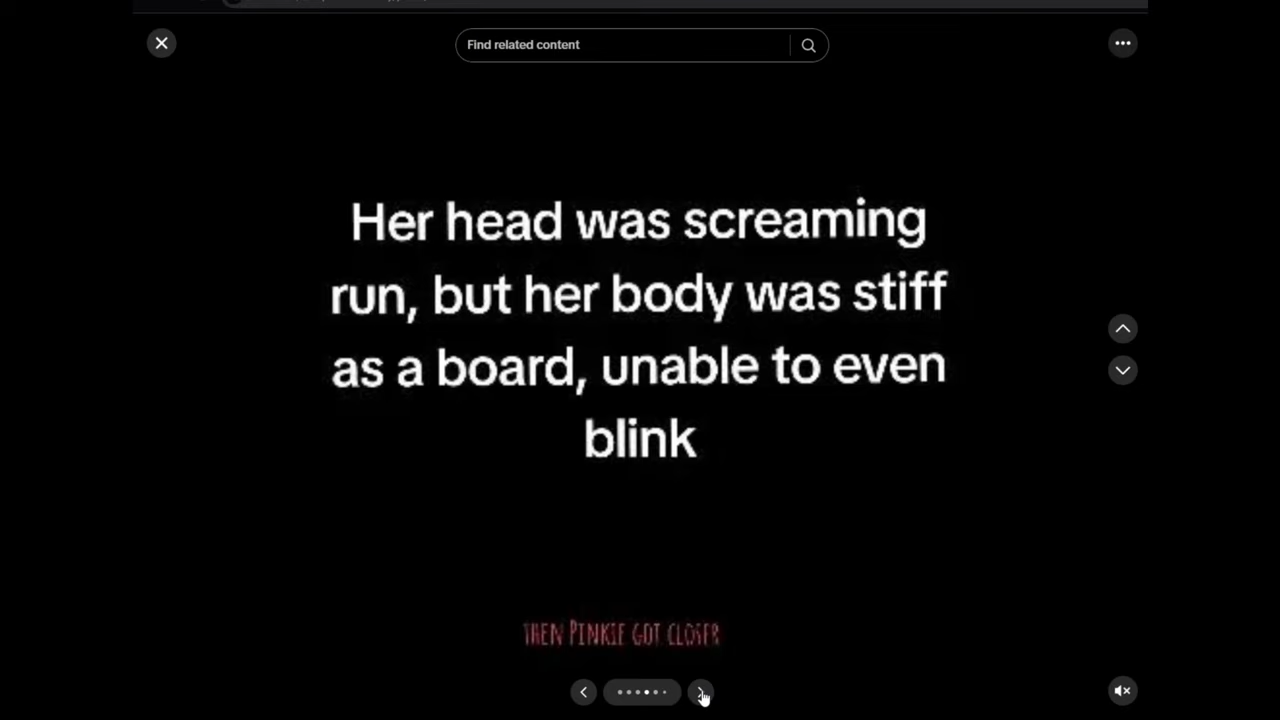 Find related content
Her head was screaming
run, but her body was stiff
as a board, unable to even
blink
THEN PINKIE GOT CLOSER